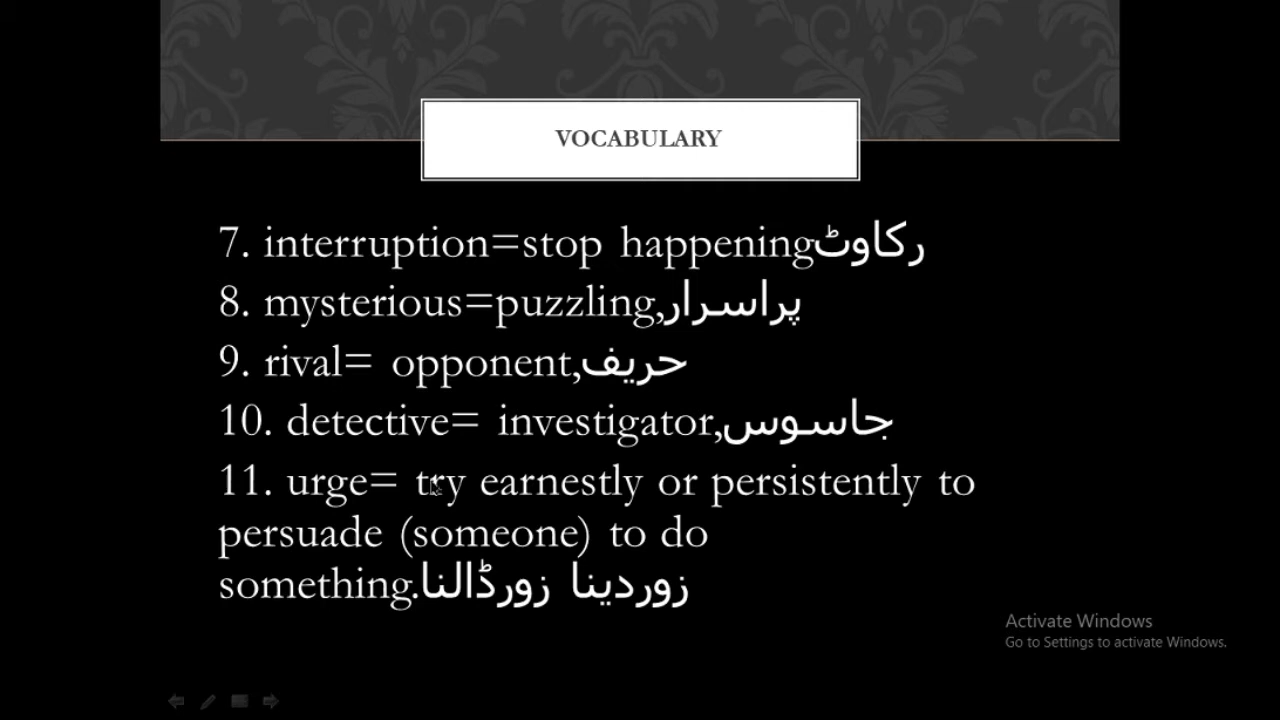 VOCABULARY
7. interruption=stop happeningرکاوٹ
8. mysterious=puzzling,پراسرار
9. rival= opponent,حریف
10. detective= investigator,جاسوس
11. urge= try earnestly or persistently to
persuade (someone) to do
something.زوردینا زورڈالنا
Activate Windows
Go to Settings to activate Windows.